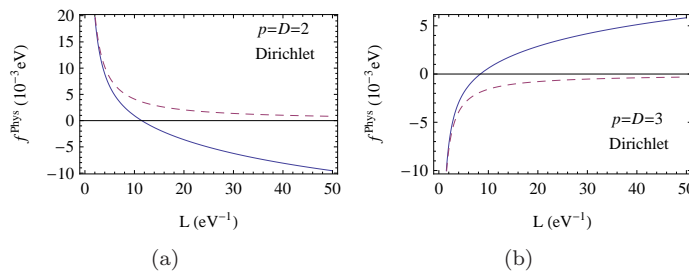 20
15
10
5
0
−5
−10
f^Phys (10^−3 eV)
p=D=2
Dirichlet
0 10 20 30 40 50
L (eV^−1)
(a)
5
0
−5
−10
f^Phys (10^−3 eV)
p=D=3
Dirichlet
0 10 20 30 40 50
L (eV^−1)
(b)